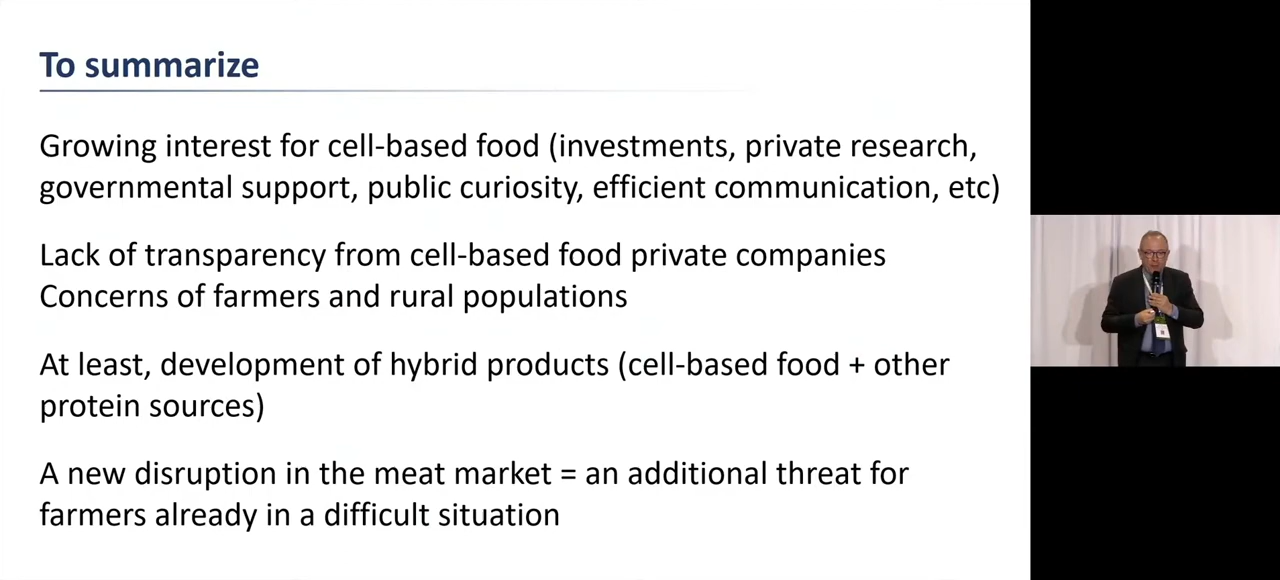 To summarize
Growing interest for cell-based food (investments, private research,
governmental support, public curiosity, efficient communication, etc)
Lack of transparency from cell-based food private companies
Concerns of farmers and rural populations
At least, development of hybrid products (cell-based food + other
protein sources)
A new disruption in the meat market = an additional threat for
farmers already in a difficult situation